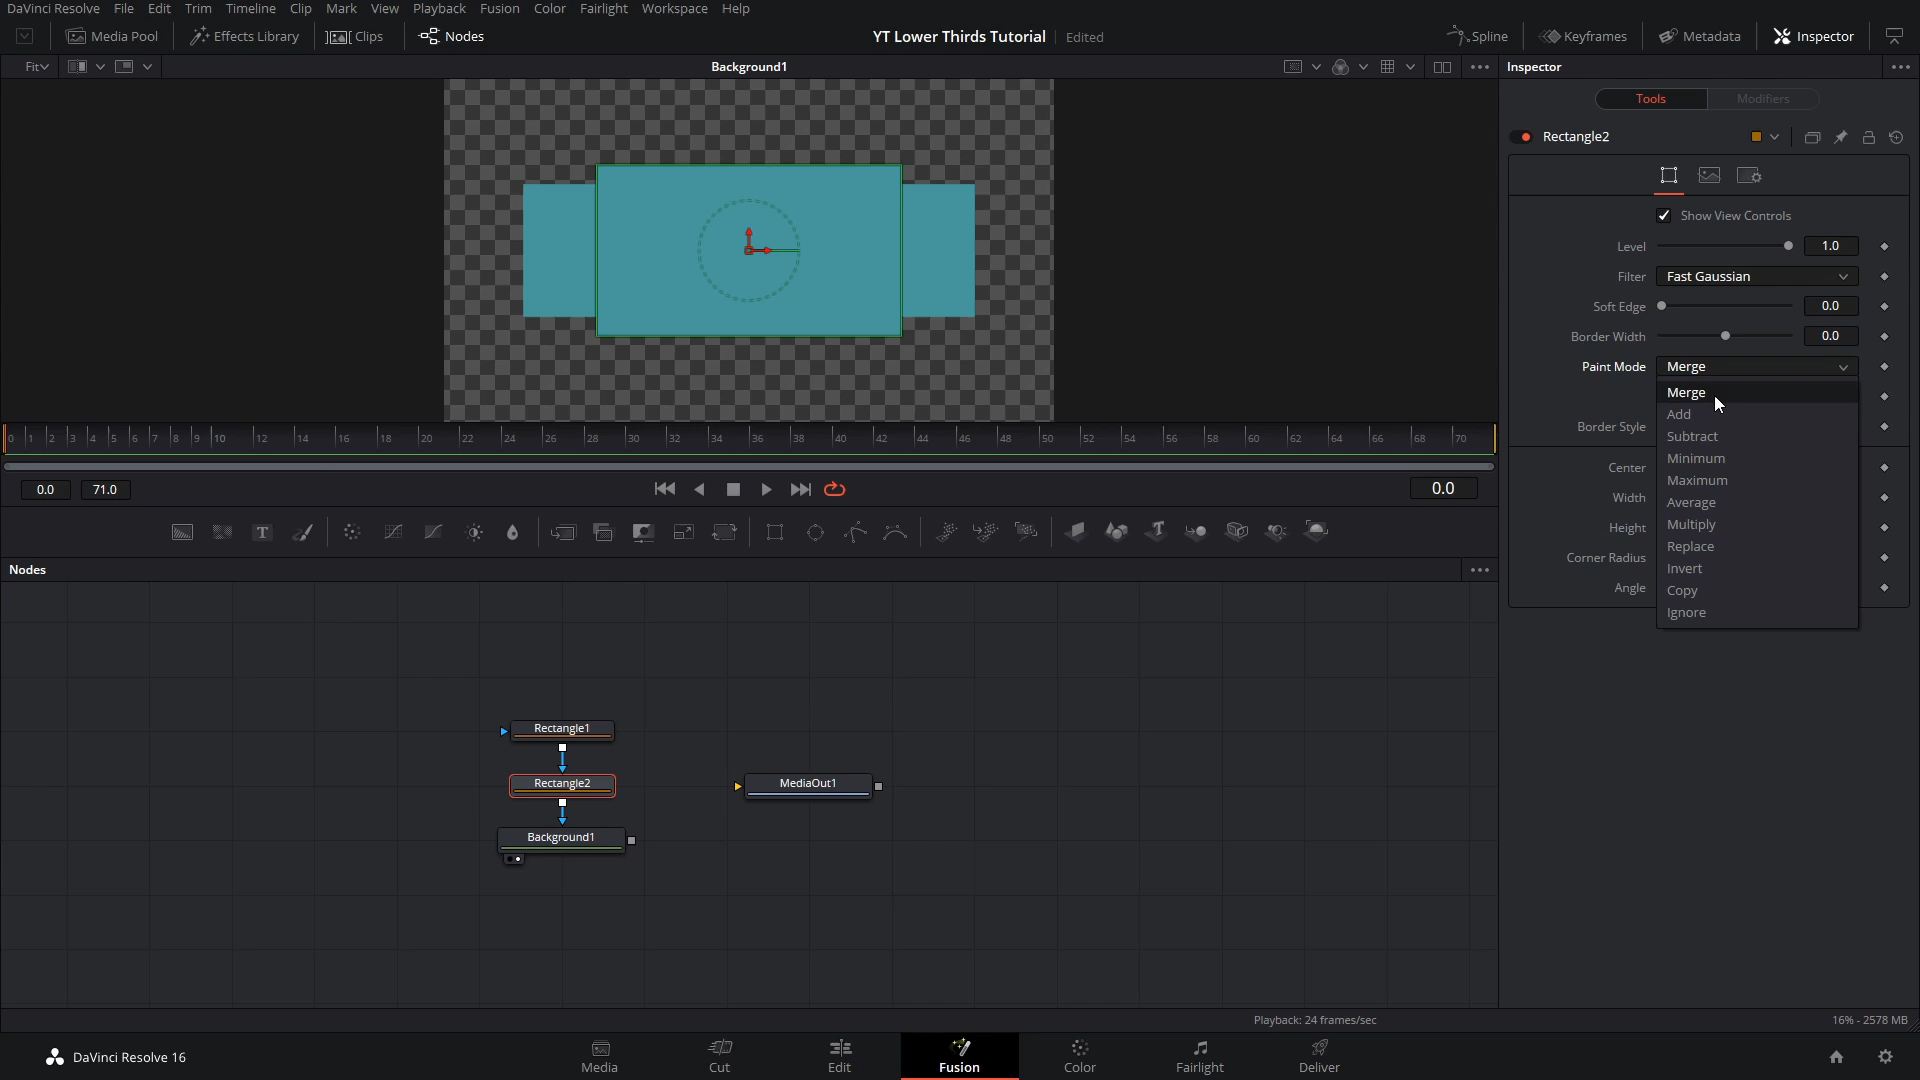 DaVinci Resolve File Edit Trim Timeline Clip Mark View Playback Fusion Color Fairlight Workspace Help
Media Pool Effects Library Clips Nodes YT Lower Thirds Tutorial Edited Spline Keyframes Metadata Inspector
Fit Background1 Inspector
Tools Modifiers
Rectangle2
Show View Controls
Level 1.0
Filter Fast Gaussian
Soft Edge 0.0
Border Width 0.0
Paint Mode Merge
Merge
Add
Border Style
Subtract
Minimum
Center
Maximum
Width
Average
Height
Multiply
Replace
Corner Radius
Invert
Angle
Copy
Ignore
0 1 2 3 4 5 6 7 8 9 10 12 14 16 18 20 22 24 26 28 30 32 34 36 38 40 42 44 46 48 50 52 54 56 58 60 62 64 66 68 70
0.0 71.0 0.0
T
Nodes
Rectangle1
Rectangle2
MediaOut1
Background1
Playback: 24 frames/sec 16% - 2578 MB
DaVinci Resolve 16 Media Cut Edit Fusion Color Fairlight Deliver